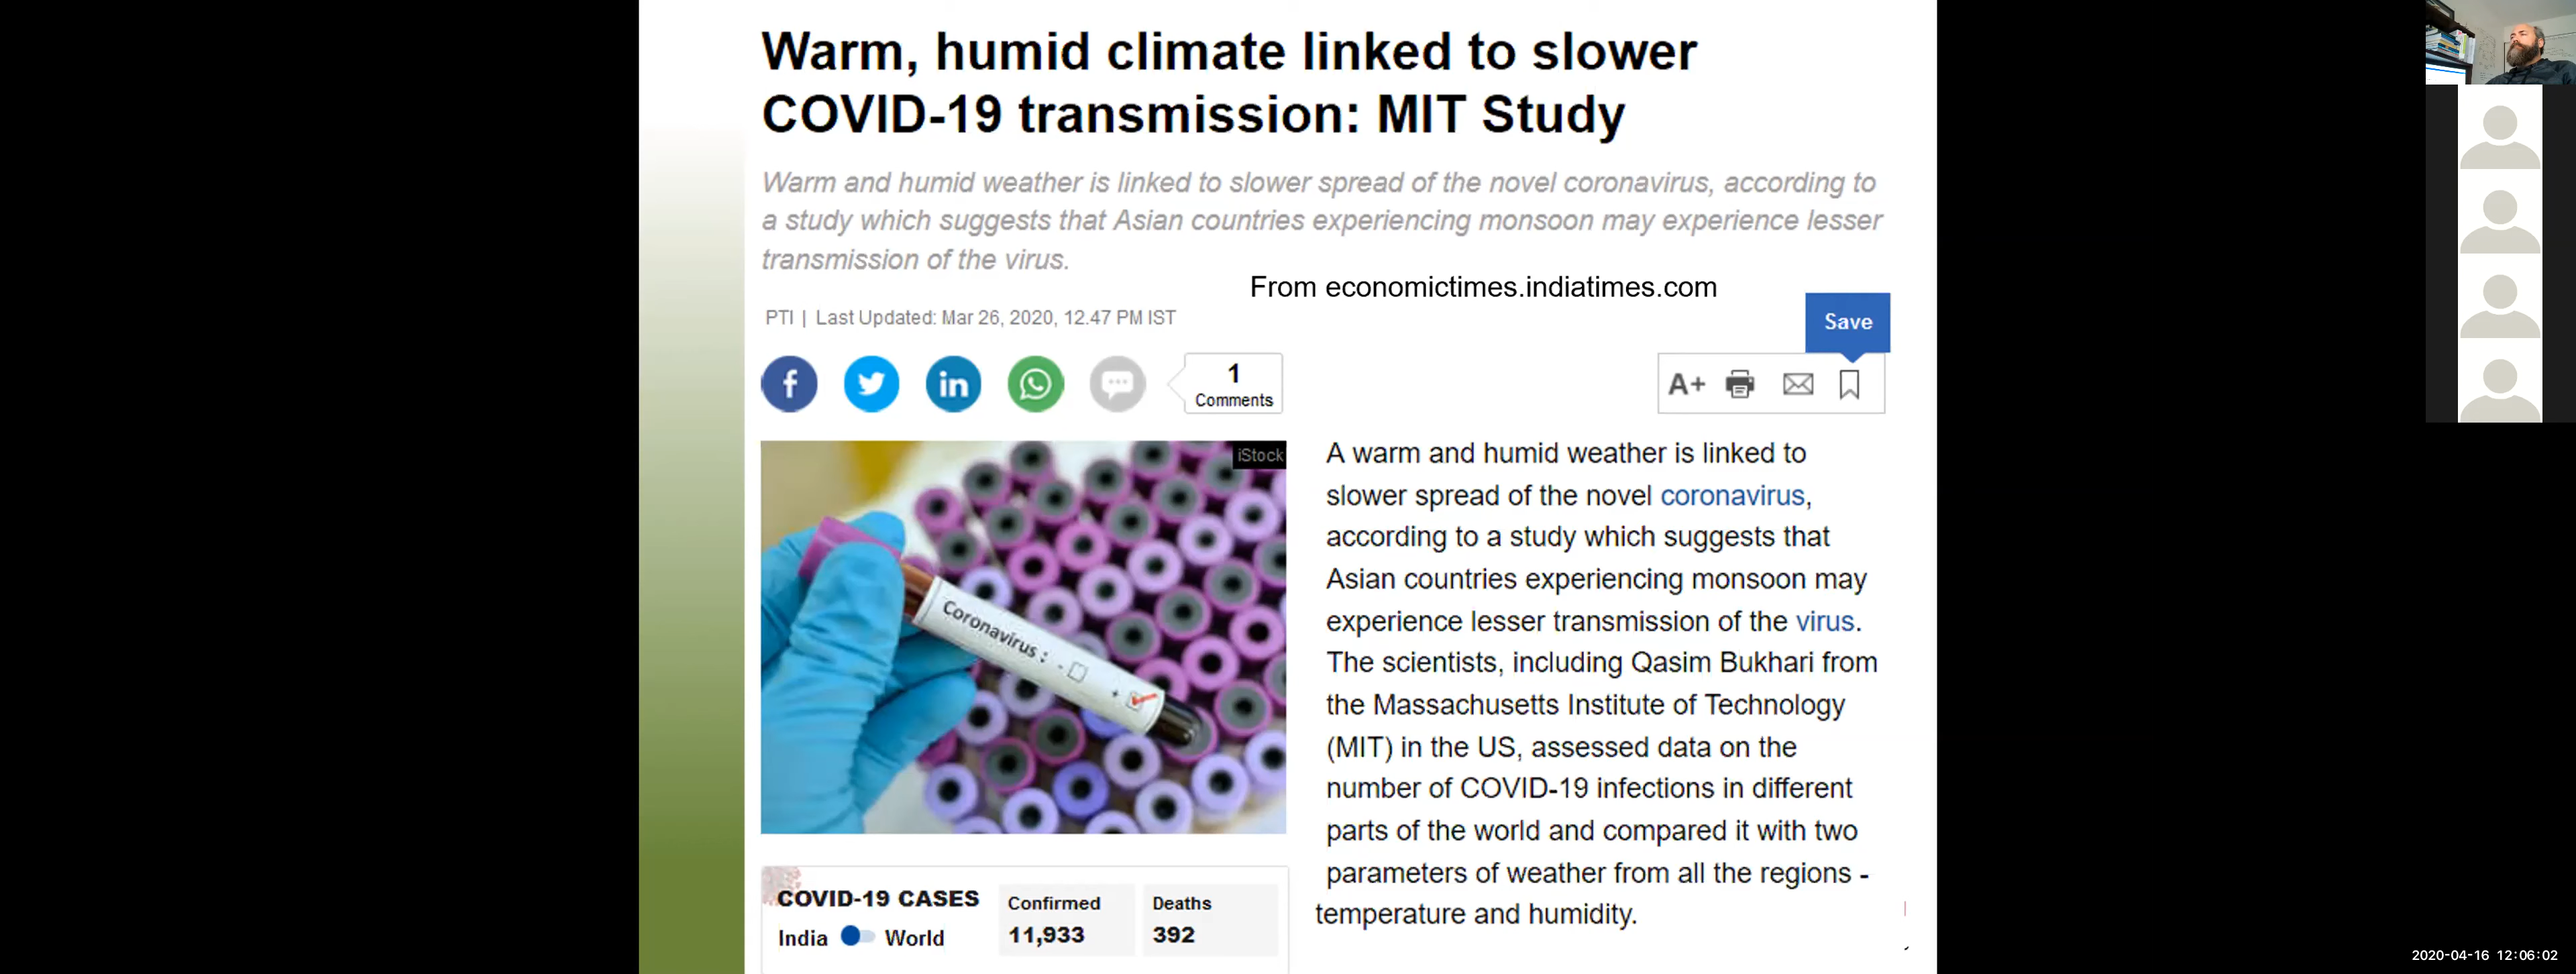 Warm, humid climate linked to slower
COVID-19 transmission: MIT Study
Warm and humid weather is linked to slower spread of the novel coronavirus, according to
a study which suggests that Asian countries experiencing monsoon may experience lesser
transmission of the virus.
From economictimes.indiatimes.com
PTI | Last Updated: Mar 26, 2020, 12.47 PM IST
Save
f
in
1
Comments
A+
iStock
Coronavirus : -
+
A warm and humid weather is linked to
slower spread of the novel coronavirus,
according to a study which suggests that
Asian countries experiencing monsoon may
experience lesser transmission of the virus.
The scientists, including Qasim Bukhari from
the Massachusetts Institute of Technology
(MIT) in the US, assessed data on the
number of COVID-19 infections in different
parts of the world and compared it with two
parameters of weather from all the regions -
temperature and humidity.
COVID-19 CASES
India World
Confirmed
11,933
Deaths
392
2020-04-16 12:06:02